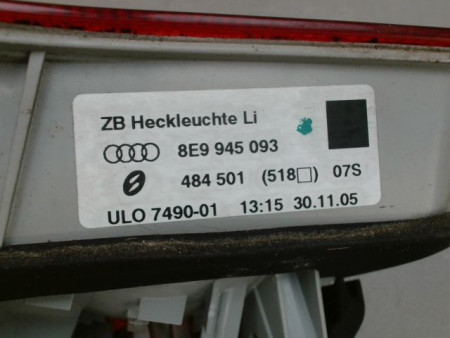 ZB Heckleuchte Li
8E9 945 093
484 501 (518□) 07S
ULO 7490-01 13:15 30.11.05